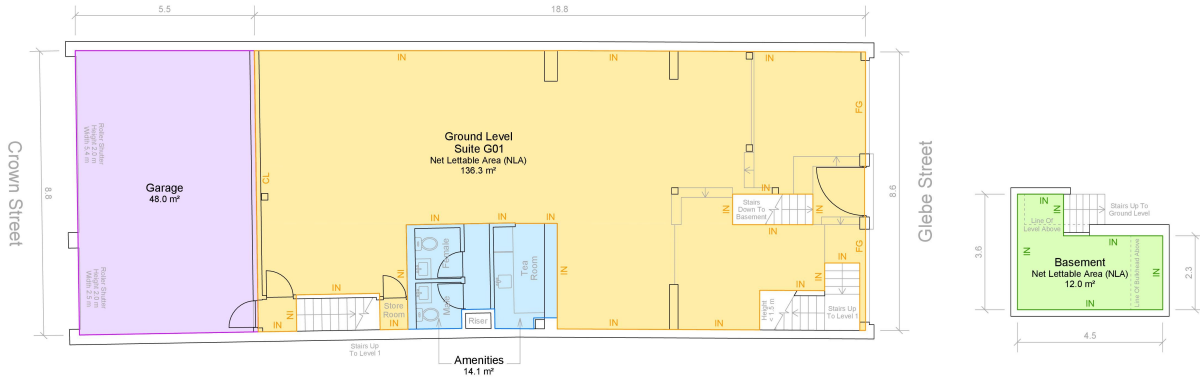 5.5
18.8
Crown Street
8.8
Roller Shutter
Height 2.0 m
Width 5.4 m
Roller Shutter
Height 2.0 m
Width 2.5 m
Garage
48.0 m²
CL
IN
IN
IN
IN
Ground Level
Suite G01
Net Lettable Area (NLA)
136.3 m²
FG
IN
IN
IN
IN
Stairs
Down To
Basement
IN
FG
IN
IN
IN
IN
IN
IN
IN
Female
Male
Tea
Room
Store
Room
Riser
IN
IN
IN
IN
IN
IN
Height
< 1.5 m
Stairs Up
To Level 1
Stairs Up
To Level 1
Amenities
14.1 m²
8.6
Glebe Street
3.6
IN
IN
Stairs Up To
Ground Level
Line Of
Level Above
IN
IN
Basement
Net Lettable Area (NLA)
12.0 m²
Line Of Bulkhead Above
IN
IN
2.3
4.5